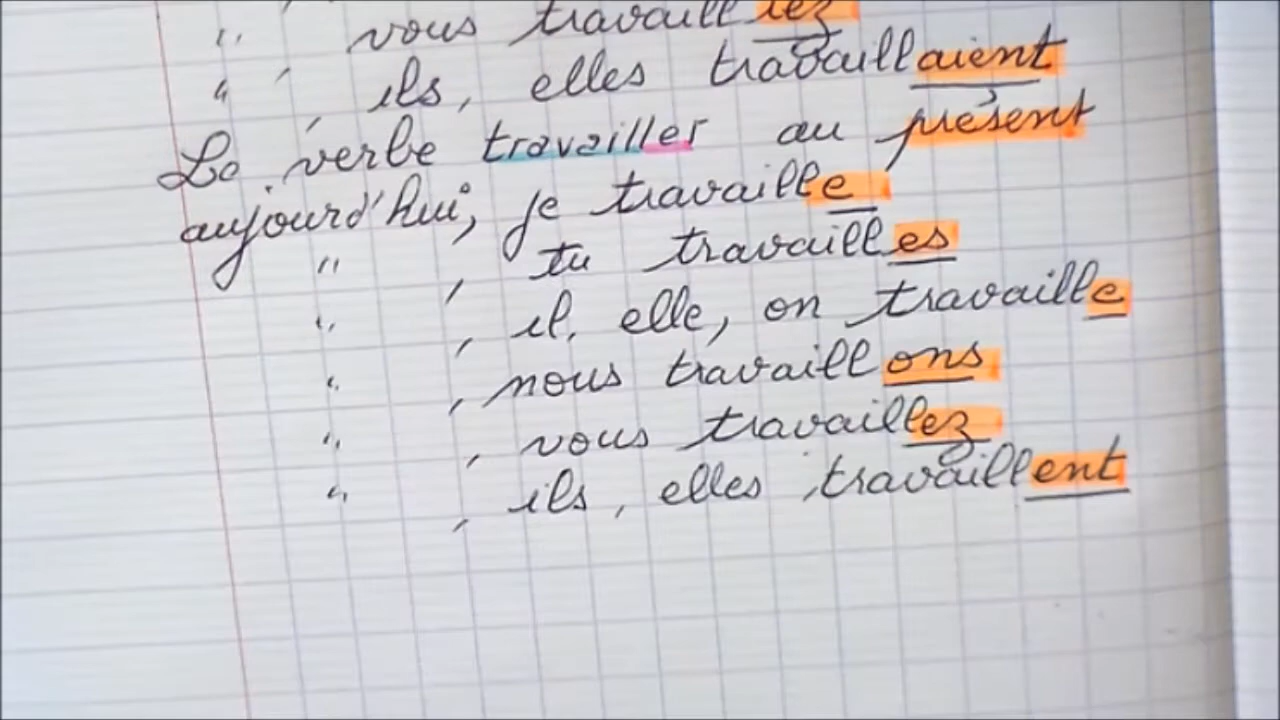 " , vous travailliez
" , ils, elles travaillaient
Le verbe travailler au présent
aujourd'hui, je travaille
" , tu travailles
" , il, elle, on travaille
" , nous travaillons
" , vous travaillez
" , ils, elles travaillent